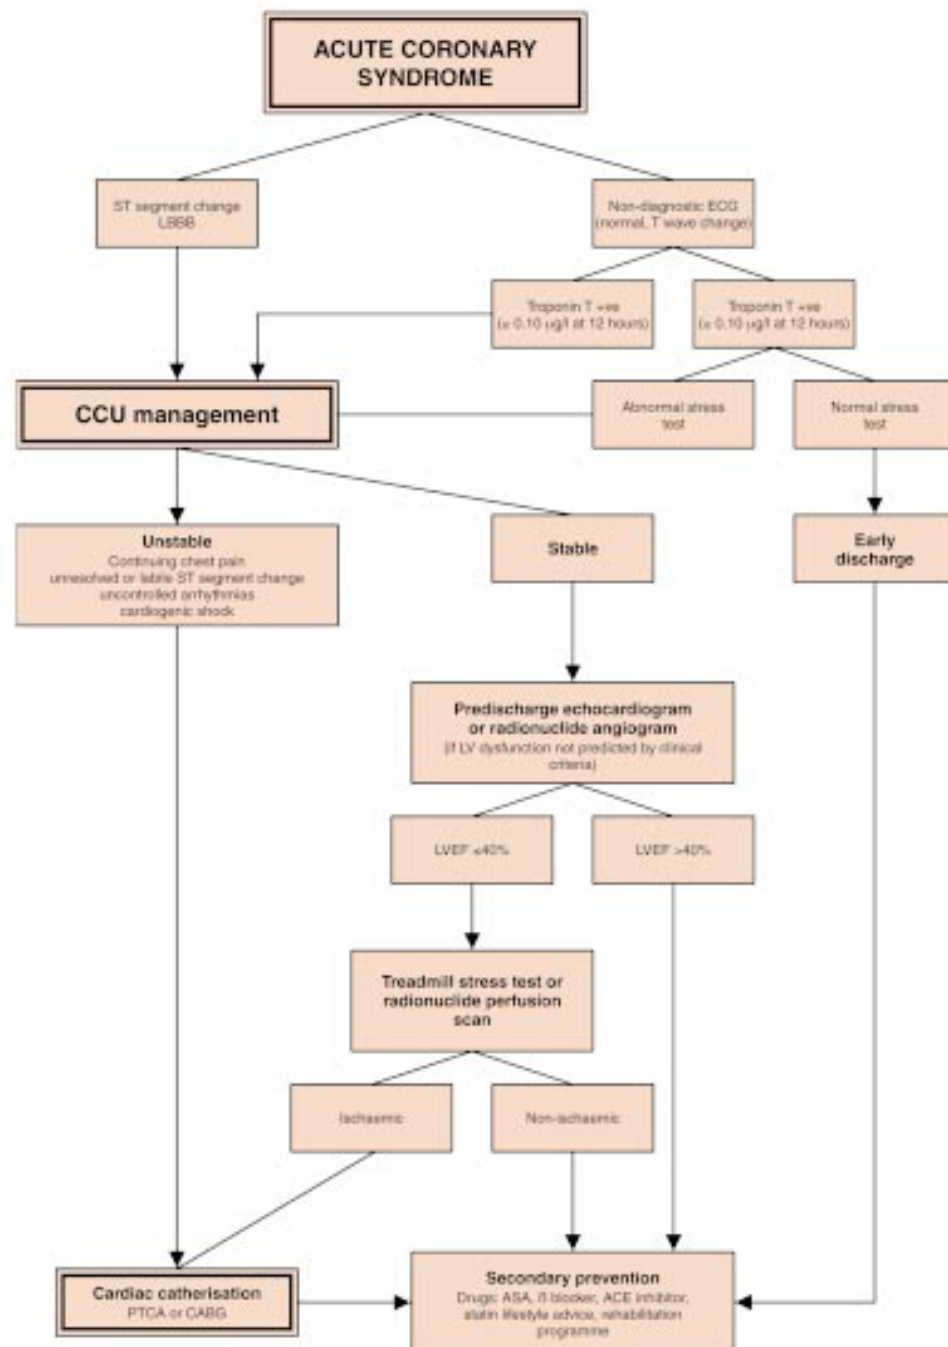 ACUTE CORONARY
SYNDROME
ST segment change
LBBB
Non-diagnostic ECG
(normal, T wave change)
Troponin T +ve
(≥ 0.10 µg/l at 12 hours)
Troponin T +ve
(≥ 0.10 µg/l at 12 hours)
CCU management
Abnormal stress
test
Normal stress
test
Unstable
Continuing chest pain
unresolved or labile ST segment change
uncontrolled arrhythmias
cardiogenic shock
Stable
Early
discharge
Predischarge echocardiogram
or radionuclide angiogram
(if LV dysfunction not predicted by clinical
criteria)
LVEF ≤40%
LVEF >40%
Treadmill stress test or
radionuclide perfusion
scan
Ischaemic
Non-ischaemic
Cardiac catherisation
PTCA or CABG
Secondary prevention
Drugs: ASA, ß blocker, ACE inhibitor,
statin lifestyle advice, rehabilitation
programme